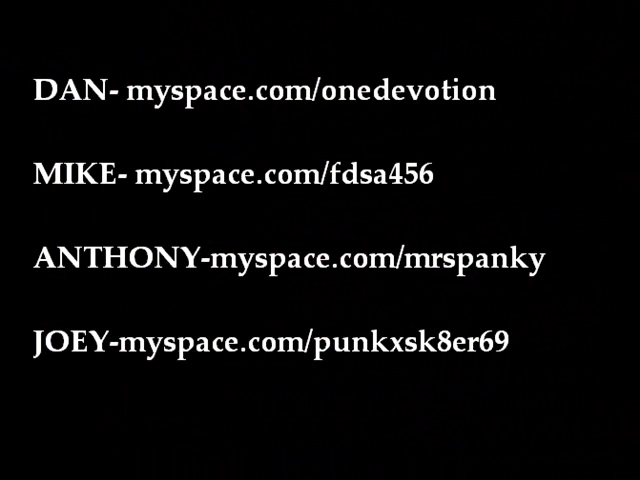 DAN- myspace.com/onedevotion
MIKE- myspace.com/fdsa456
ANTHONY-myspace.com/mrspanky
JOEY-myspace.com/punkxsk8er69